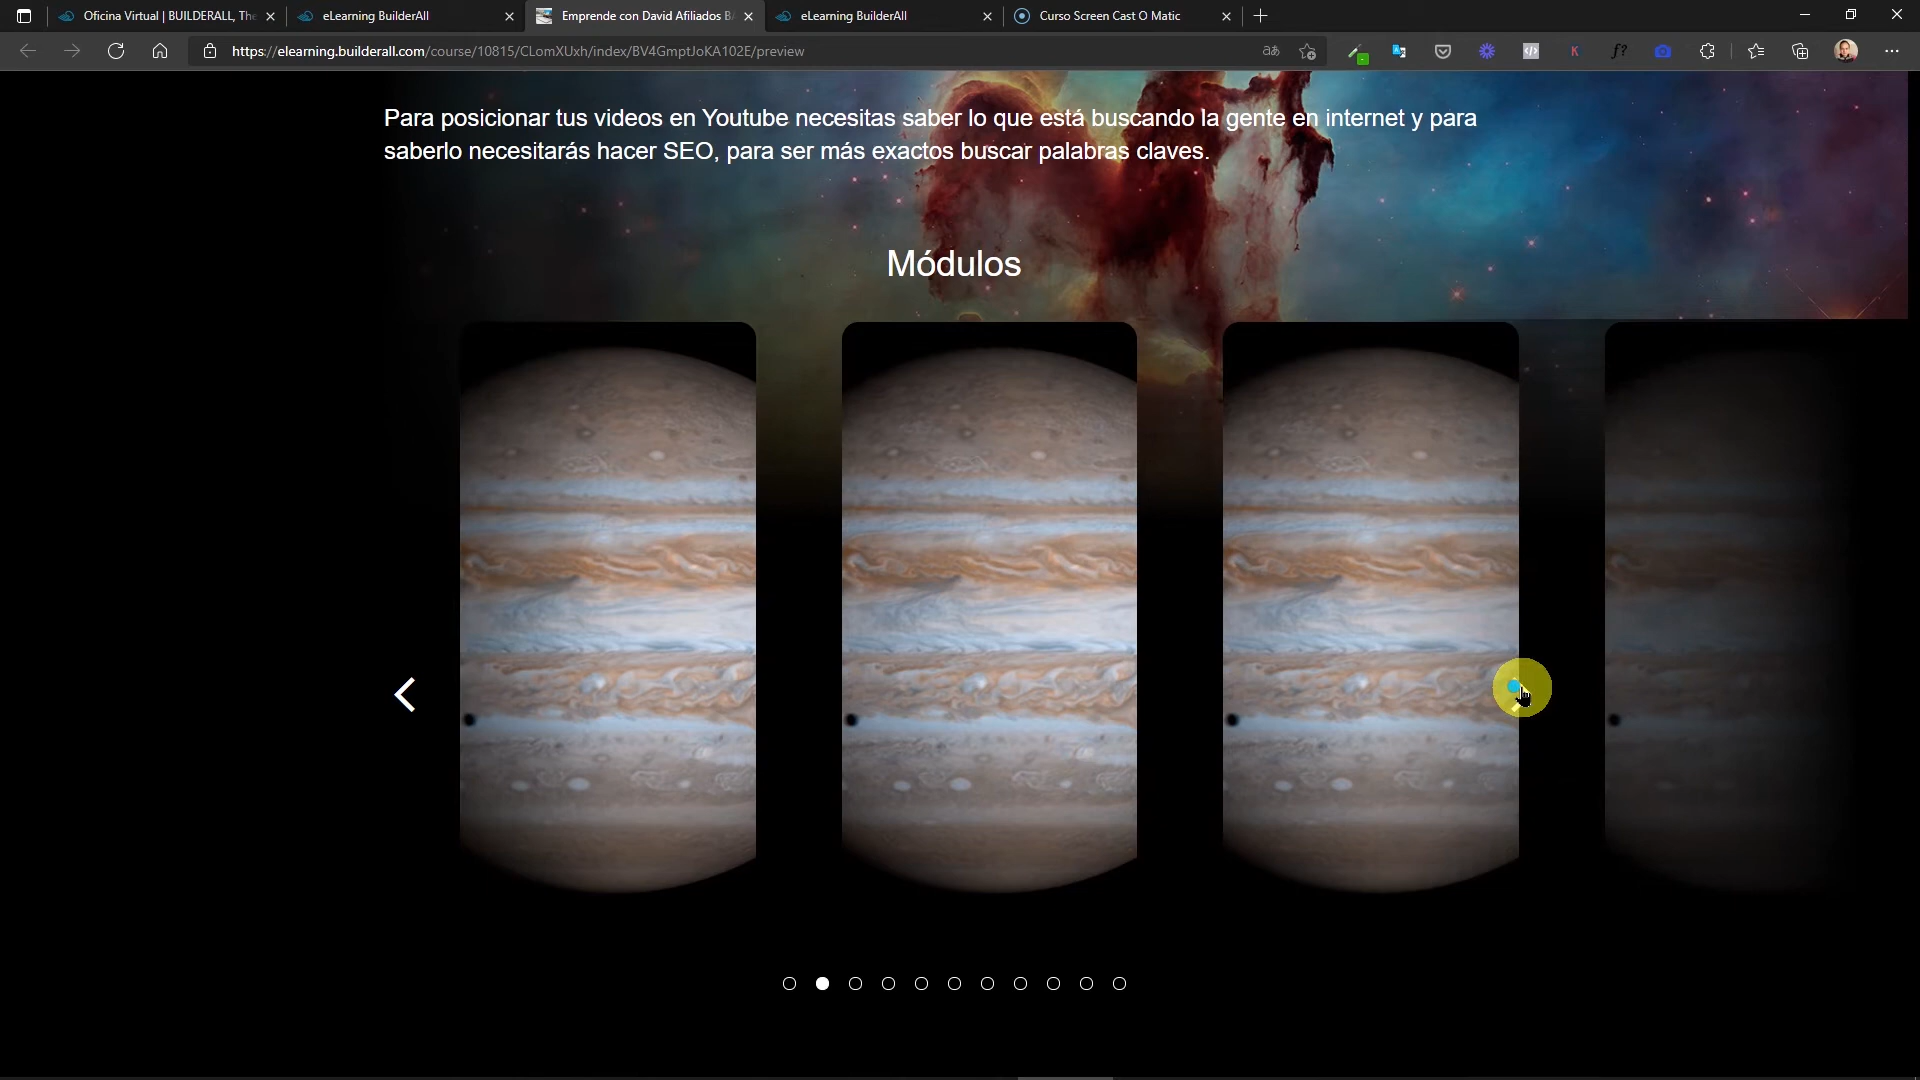 Oficina Virtual | BUILDERALL, The
eLearning BuilderAll
Emprende con David Afiliados B
eLearning BuilderAll
Curso Screen Cast O Matic
https://elearning.builderall.com/course/10815/CLomXUxh/index/BV4GmptJoKA102E/preview
Para posicionar tus videos en Youtube necesitas saber lo que está buscando la gente en internet y para
saberlo necesitarás hacer SEO, para ser más exactos buscar palabras claves.
Módulos